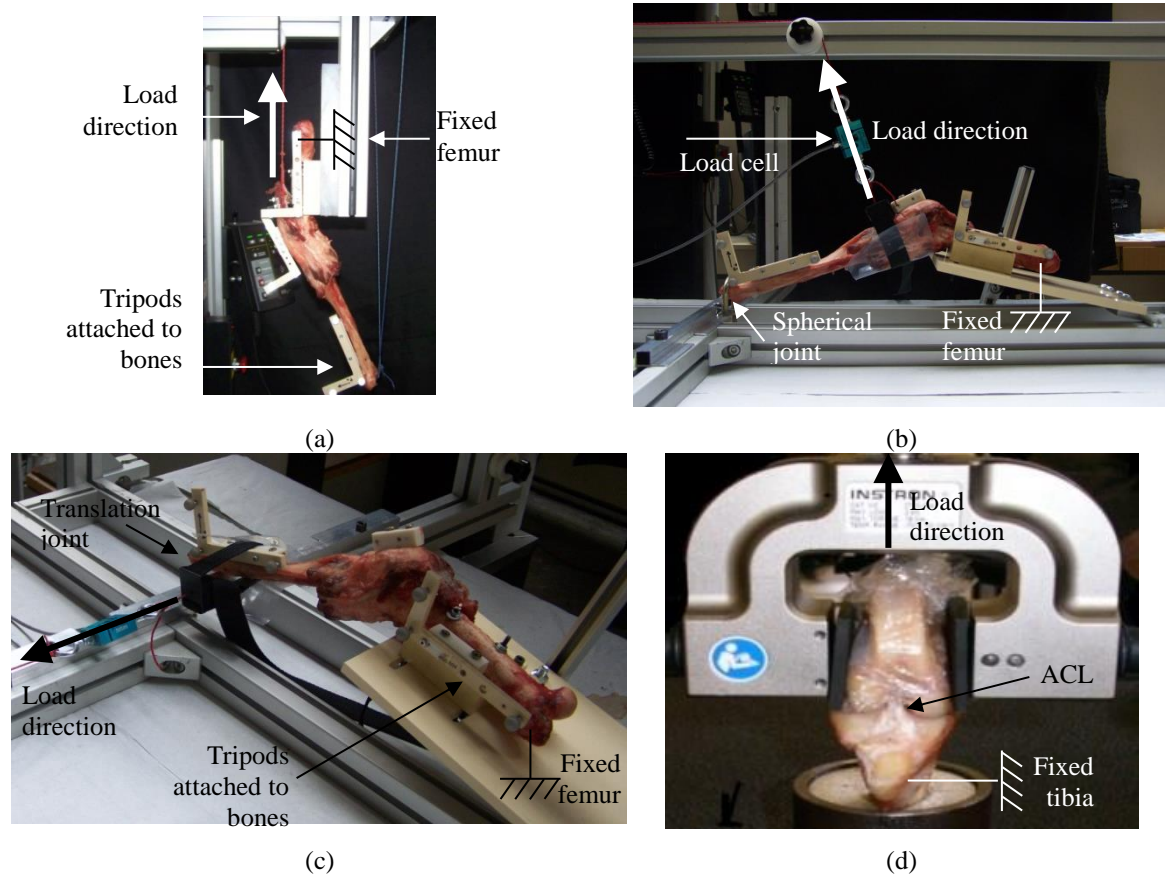 Load
direction
Fixed
femur
Tripods
attached to
bones
(a)
Load direction
Load cell
Spherical
joint
Fixed
femur
(b)
Translation
joint
Load
direction
Tripods
attached to
bones
Fixed
femur
(c)
INSTRON
Load
direction
ACL
Fixed
tibia
(d)